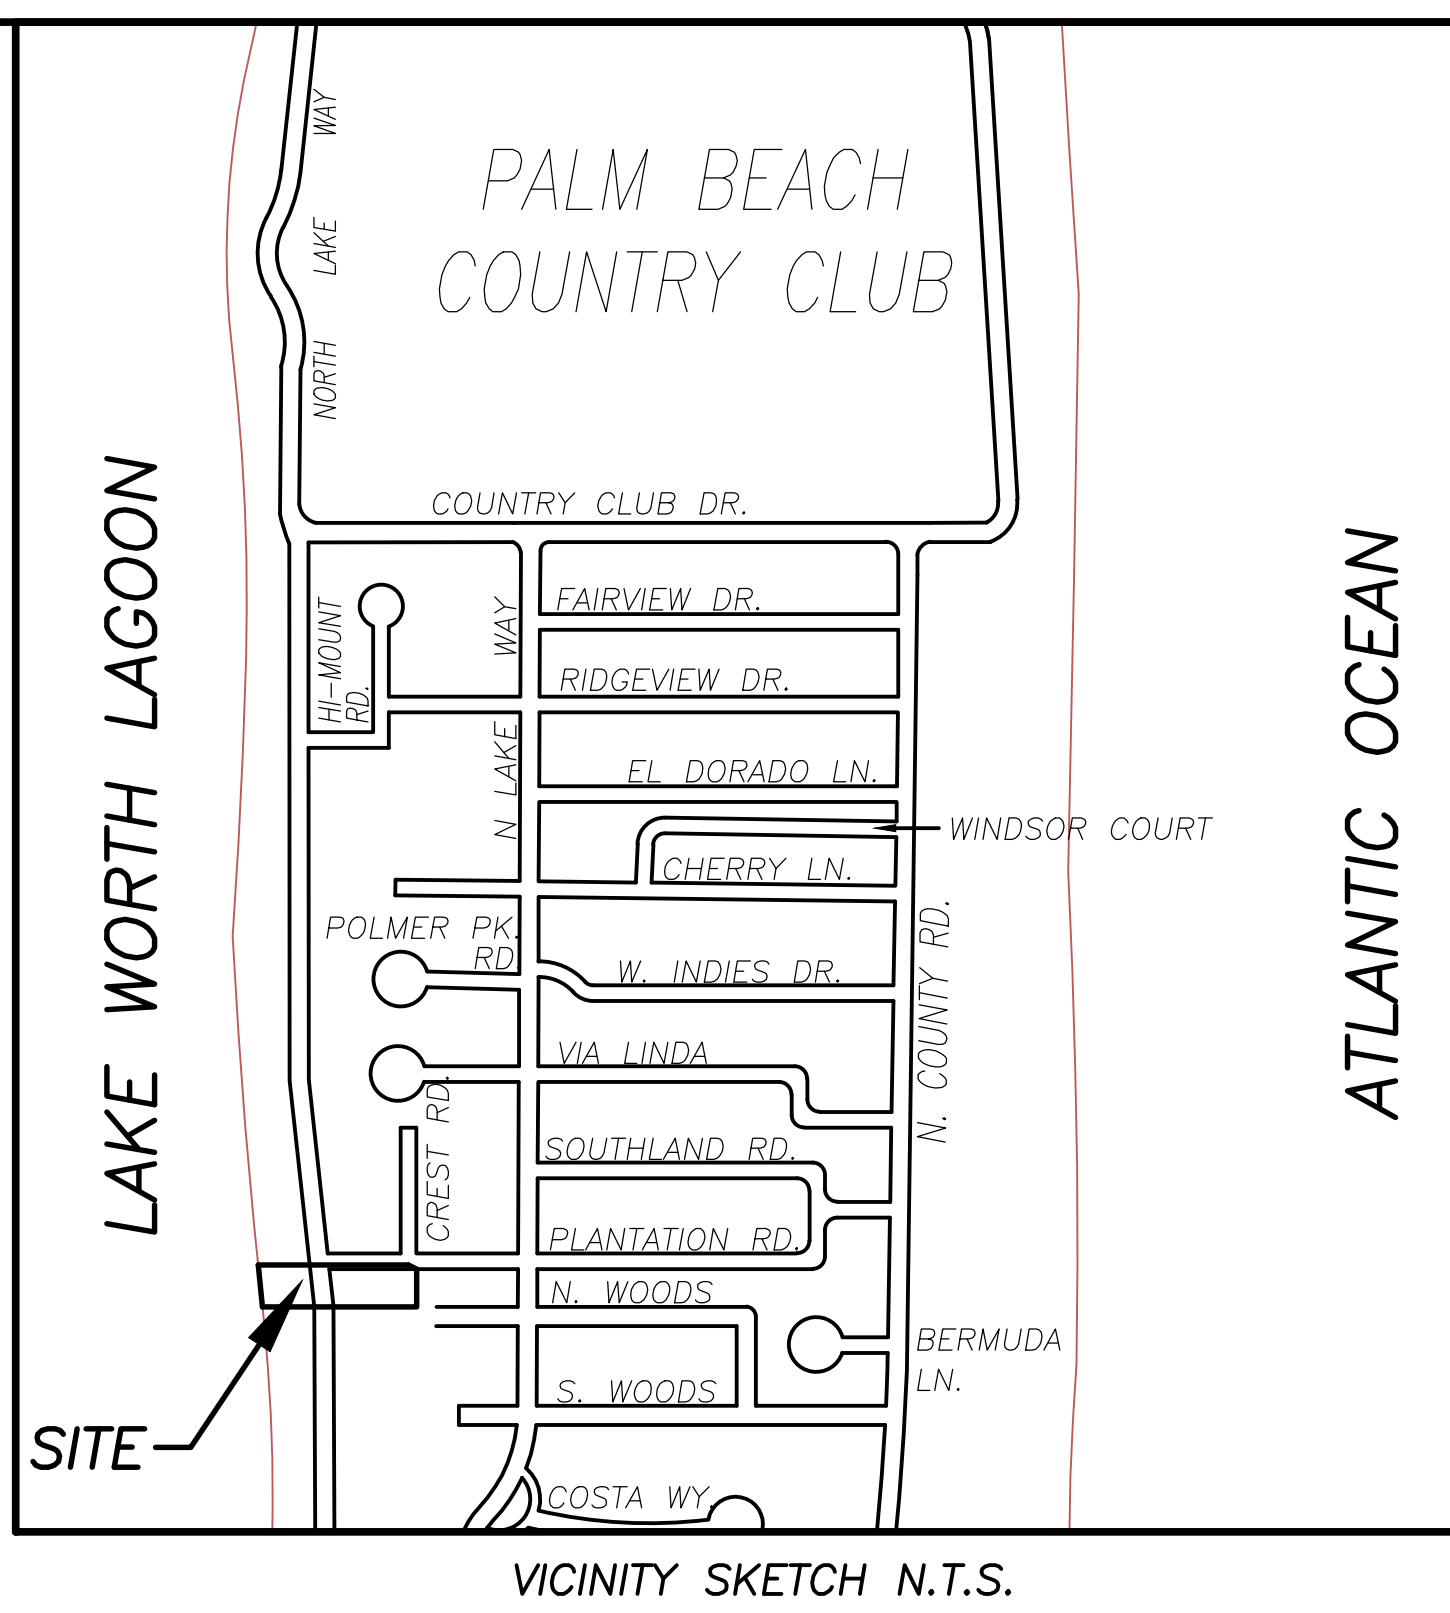 NORTH LAKE WAY
PALM BEACH
COUNTRY CLUB
COUNTRY CLUB DR.
LAKE WORTH LAGOON
ATLANTIC OCEAN
HI-MOUNT
RD.
N LAKE WAY
FAIRVIEW DR.
RIDGEVIEW DR.
EL DORADO LN.
WINDSOR COURT
CHERRY LN.
POLMER PK.
RD.
W. INDIES DR.
N. COUNTY RD.
VIA LINDA
CREST RD.
SOUTHLAND RD.
PLANTATION RD.
N. WOODS
BERMUDA
LN.
S. WOODS
SITE
COSTA WY.
VICINITY SKETCH N.T.S.